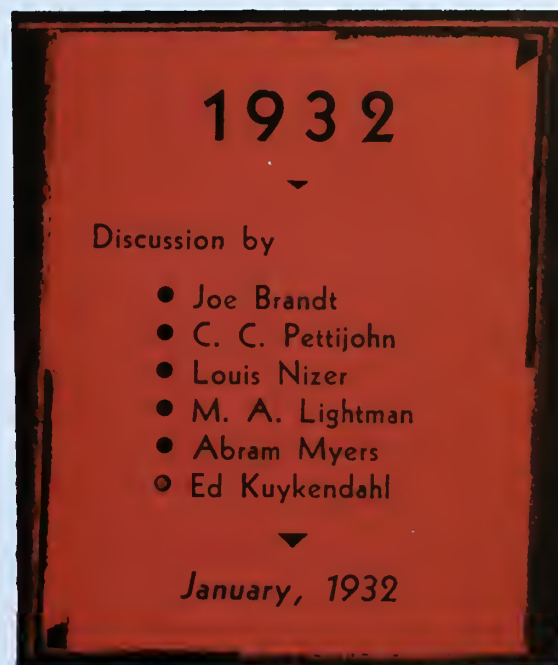 1932
Discussion by
● Joe Brandt
● C. C. Pettijohn
● Louis Nizer
● M. A. Lightman
● Abram Myers
● Ed Kuykendahl
January, 1932